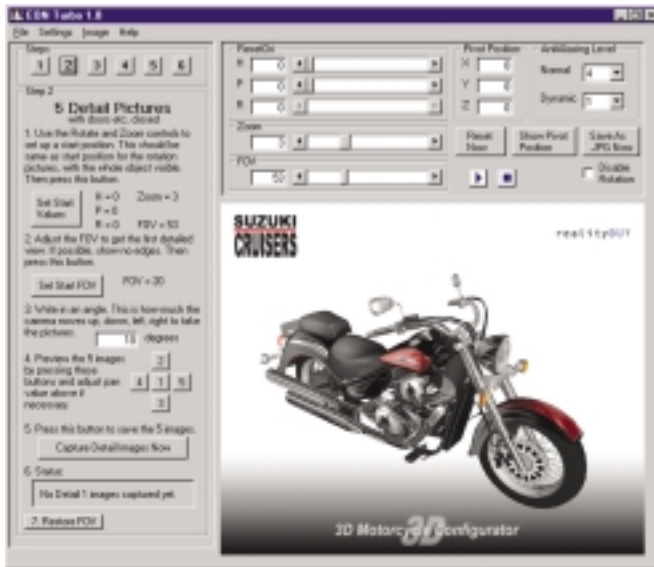 EON Turbo 1.0
File Settings Image Help
Steps
1 2 3 4 5 6
Step 2
5 Detail Pictures
with doors etc. closed
1. Use the Rotate and Zoom controls to
set up a start position. This should be
same as start position for the rotation
pictures, with the whole object visible.
Then press this button.
Set Start
Values
H = 0 Zoom = 3
P = 0
R = 0 FOV = 50
2. Adjust the FOV to get the first detailed
view. If possible, show no edges. Then
press this button.
Set Start FOV
FOV = 20
3. Write in an angle. This is how much the
camera moves up, down, left, right to take
the pictures.
degrees
4. Preview the 5 images
by pressing these
buttons and adjust pan
value above if
necessary.
2
4 1 5
3
5. Press this button to save the 5 images.
Capture Detail Images Now
6. Status:
No Detail 1 images captured yet.
7. Restore FOV
H 0
P 0
R 0
Zoom
3
FOV
50
Pivot Position
X 0
Y 0
Z 0
AntiAliasing Level
Normal 4
Dynamic 1
Reset
Now
Show Pivot
Position
Save As
JPG Now
Disable
Rotation
SUZUKI
CRUISERS
realityBUY
3D Motorcycle Configurator
3D